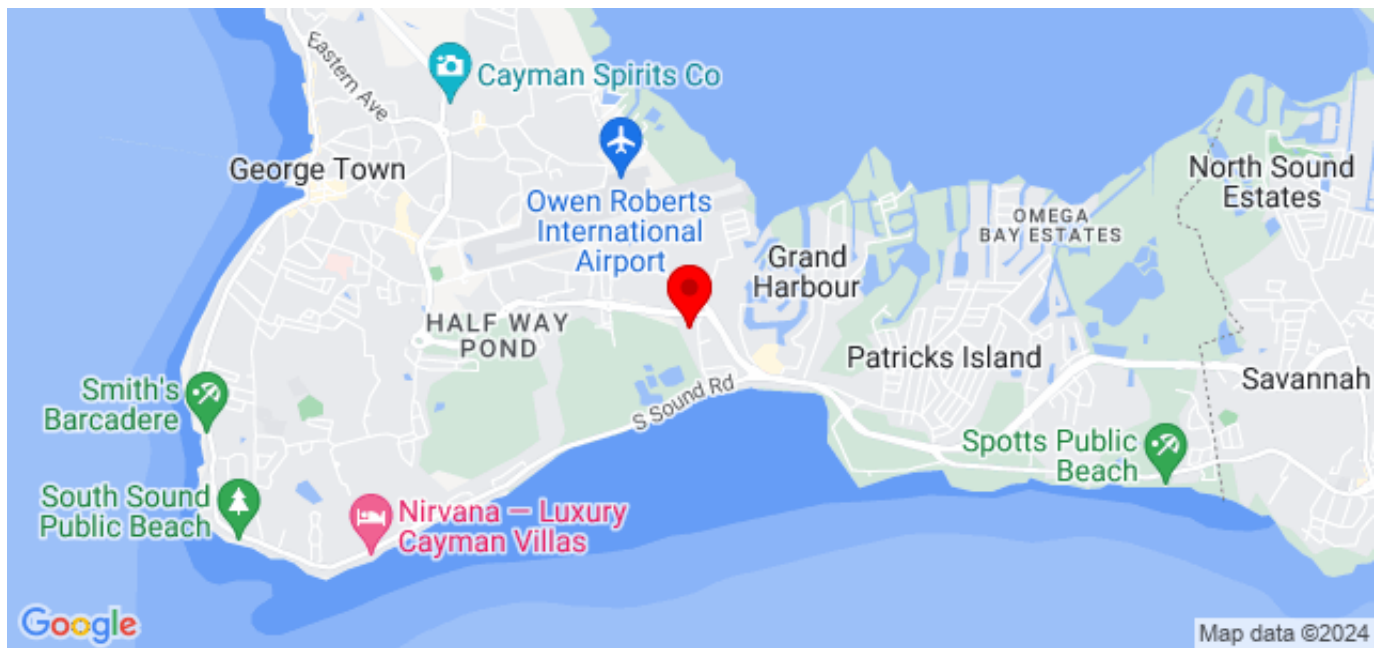 Eastern Ave
Cayman Spirits Co
George Town
Owen Roberts
International
Airport
North Sound
Estates
OMEGA
BAY ESTATES
Grand
Harbour
HALF WAY
POND
Patricks Island
Savannah
Smith's
Barcadere
S Sound Rd
Spotts Public
Beach
South Sound
Public Beach
Nirvana — Luxury
Cayman Villas
Google
Map data ©2024